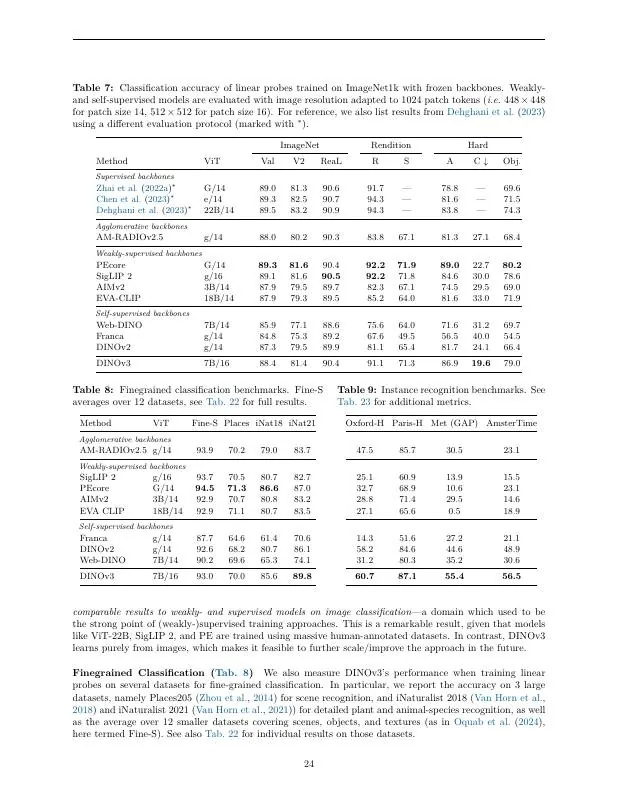 Table 7: Classification accuracy of linear probes trained on ImageNet1k with frozen backbones. Weakly-
and self-supervised models are evaluated with image resolution adapted to 1024 patch tokens (i.e. 448 × 448
for patch size 14, 512 × 512 for patch size 16). For reference, we also list results from Dehghani et al. (2023)
using a different evaluation protocol (marked with *).
ImageNet Rendition Hard
Method ViT Val V2 ReaL R S A C ↓ Obj.
Supervised backbones
Zhai et al. (2022a)* G/14 89.0 81.3 90.6 91.7 — 78.8 — 69.6
Chen et al. (2023)* e/14 89.3 82.5 90.7 94.3 — 81.6 — 71.5
Dehghani et al. (2023)* 22B/14 89.5 83.2 90.9 94.3 — 83.8 — 74.3
Agglomerative backbones
AM-RADIOv2.5 g/14 88.0 80.2 90.3 83.8 67.1 81.3 27.1 68.4
Weakly-supervised backbones
PEcore G/14 89.3 81.6 90.4 92.2 71.9 89.0 22.7 80.2
SigLIP 2 g/16 89.1 81.6 90.5 92.2 71.8 84.6 30.0 78.6
AIMv2 3B/14 87.9 79.5 89.7 82.3 67.1 74.5 29.5 69.0
EVA-CLIP 18B/14 87.9 79.3 89.5 85.2 64.0 81.6 33.0 71.9
Self-supervised backbones
Web-DINO 7B/14 85.9 77.1 88.6 75.6 64.0 71.6 31.2 69.7
Franca g/14 84.8 75.3 89.2 67.6 49.5 56.5 40.0 54.5
DINOv2 g/14 87.3 79.5 89.9 81.1 65.4 81.7 24.1 66.4
DINOv3 7B/16 88.4 81.4 90.4 91.1 71.3 86.9 19.6 79.0
Table 8: Finegrained classification benchmarks. Fine-S
averages over 12 datasets, see Tab. 22 for full results.
Method ViT Fine-S Places iNat18 iNat21
Agglomerative backbones
AM-RADIOv2.5 g/14 93.9 70.2 79.0 83.7
Weakly-supervised backbones
SigLIP 2 g/16 93.7 70.5 80.7 82.7
PEcore G/14 94.5 71.3 86.6 87.0
AIMv2 3B/14 92.9 70.7 80.8 83.2
EVA CLIP 18B/14 92.9 71.1 80.7 83.5
Self-supervised backbones
Franca g/14 87.7 64.6 61.4 70.6
DINOv2 g/14 92.6 68.2 80.7 86.1
Web-DINO 7B/14 90.2 69.6 65.3 74.1
DINOv3 7B/16 93.0 70.0 85.6 89.8
Table 9: Instance recognition benchmarks. See
Tab. 23 for additional metrics.
Oxford-H Paris-H Met (GAP) AmsterTime
47.5 85.7 30.5 23.1
25.1 60.9 13.9 15.5
32.7 68.9 10.6 23.1
28.8 71.4 29.5 14.6
27.1 65.6 0.5 18.9
14.3 51.6 27.2 21.1
58.2 84.6 44.6 48.9
31.2 80.3 35.2 30.6
60.7 87.1 55.4 56.5
comparable results to weakly- and supervised models on image classification—a domain which used to be
the strong point of (weakly-)supervised training approaches. This is a remarkable result, given that models
like ViT-22B, SigLIP 2, and PE are trained using massive human-annotated datasets. In contrast, DINOv3
learns purely from images, which makes it feasible to further scale/improve the approach in the future.
Finegrained Classification (Tab. 8) We also measure DINOv3's performance when training linear
probes on several datasets for fine-grained classification. In particular, we report the accuracy on 3 large
datasets, namely Places205 (Zhou et al., 2014) for scene recognition, and iNaturalist 2018 (Van Horn et al.,
2018) and iNaturalist 2021 (Van Horn et al., 2021)) for detailed plant and animal-species recognition, as well
as the average over 12 smaller datasets covering scenes, objects, and textures (as in Oquab et al. (2024),
here termed Fine-S). See also Tab. 22 for individual results on those datasets.
24